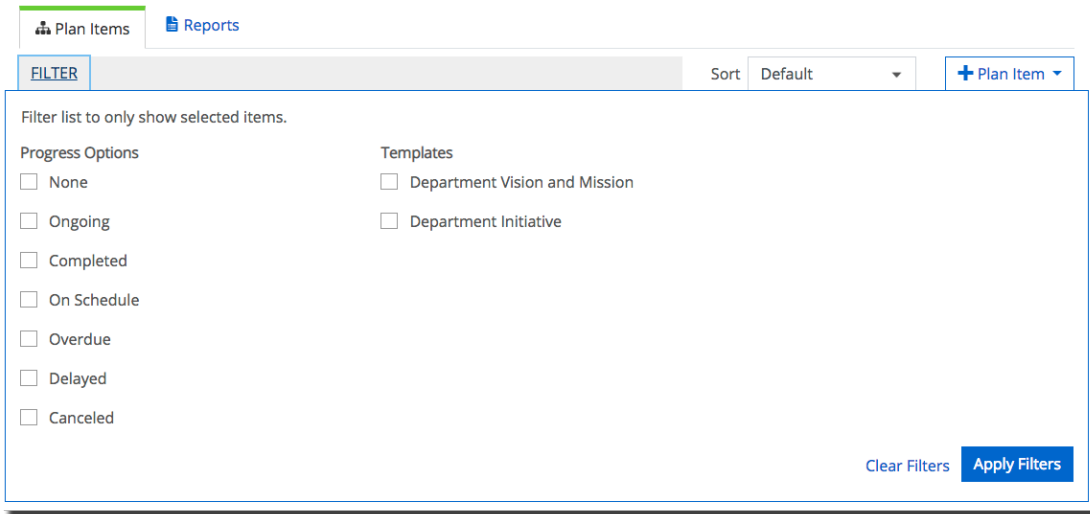 Plan Items Reports
FILTER Sort Default Plan Item
Filter list to only show selected items.
Progress Options Templates
None Department Vision and Mission
Ongoing Department Initiative
Completed
On Schedule
Overdue
Delayed
Canceled
Clear Filters Apply Filters